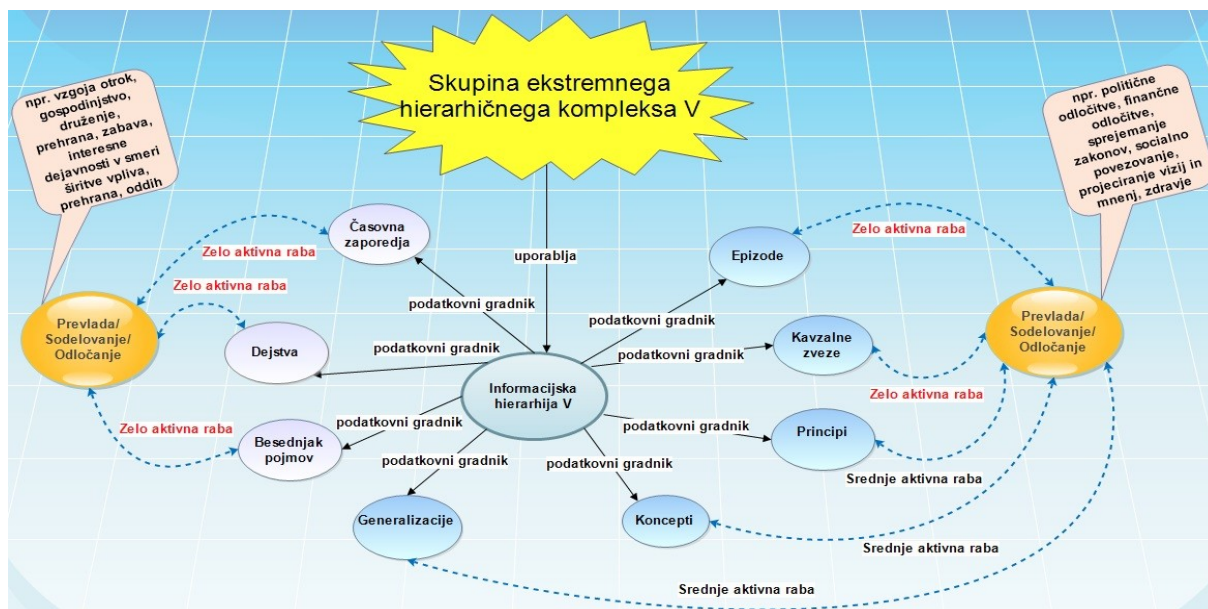 Skupina ekstremnega
hierarhičnega kompleksa V
npr. vzgoja otrok,
gospodinjstvo,
druženje,
prehrana, zabava,
interesne
dejavnosti v smeri
širitve vpliva,
prehrana, oddih
npr. politične
odločitve, finančne
odločitve,
sprejemanje
zakonov, socialno
povezovanje,
projeciranje vizij in
mnenj, zdravje
Časovna
zaporedja
Zelo aktivna raba
uporablja
Epizode
Zelo aktivna raba
Zelo aktivna raba
podatkovni gradnik
podatkovni gradnik
Prevlada/
Sodelovanje/
Odločanje
Dejstva
podatkovni gradnik
podatkovni gradnik
Kavzalne
zveze
Prevlada/
Sodelovanje/
Odločanje
Informacijska
hierarhija V
Zelo aktivna raba
Zelo aktivna raba
podatkovni gradnik
podatkovni gradnik
Besednjak
pojmov
Principi
podatkovni gradnik
podatkovni gradnik
Srednje aktivna raba
Generalizacije
Koncepti
Srednje aktivna raba
Srednje aktivna raba